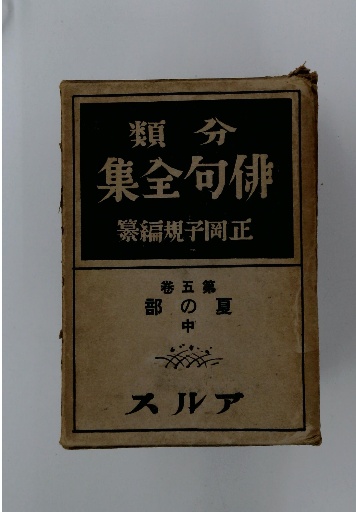 分類
俳句全集
正岡子規編纂
第五卷
夏の部
中
アルス